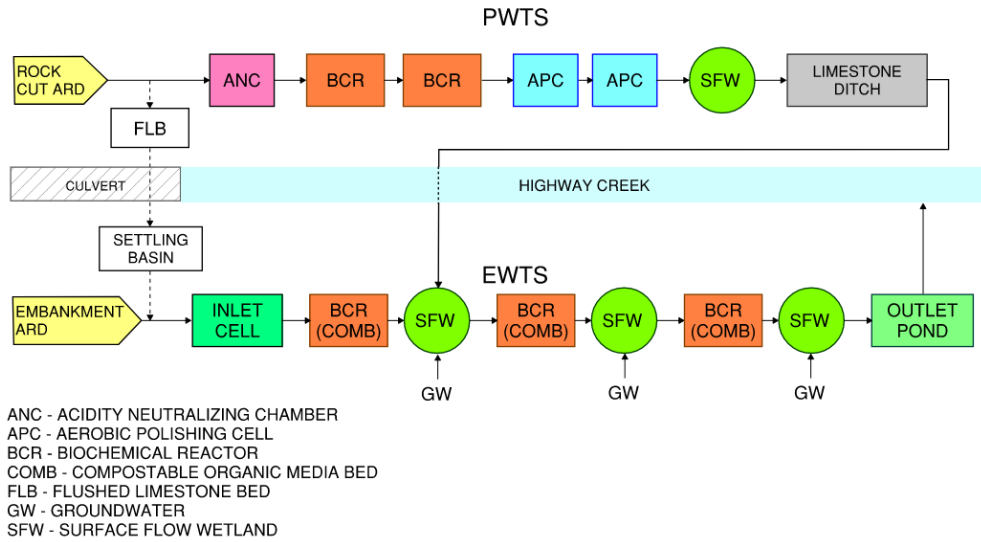 PWTS
ROCK
CUT ARD
ANC
BCR
BCR
APC
APC
SFW
LIMESTONE
DITCH
FLB
CULVERT
HIGHWAY CREEK
SETTLING
BASIN
EWTS
EMBANKMENT
ARD
INLET
CELL
BCR
(COMB)
SFW
BCR
(COMB)
SFW
BCR
(COMB)
SFW
OUTLET
POND
GW
GW
GW
ANC - ACIDITY NEUTRALIZING CHAMBER
APC - AEROBIC POLISHING CELL
BCR - BIOCHEMICAL REACTOR
COMB - COMPOSTABLE ORGANIC MEDIA BED
FLB - FLUSHED LIMESTONE BED
GW - GROUNDWATER
SFW - SURFACE FLOW WETLAND